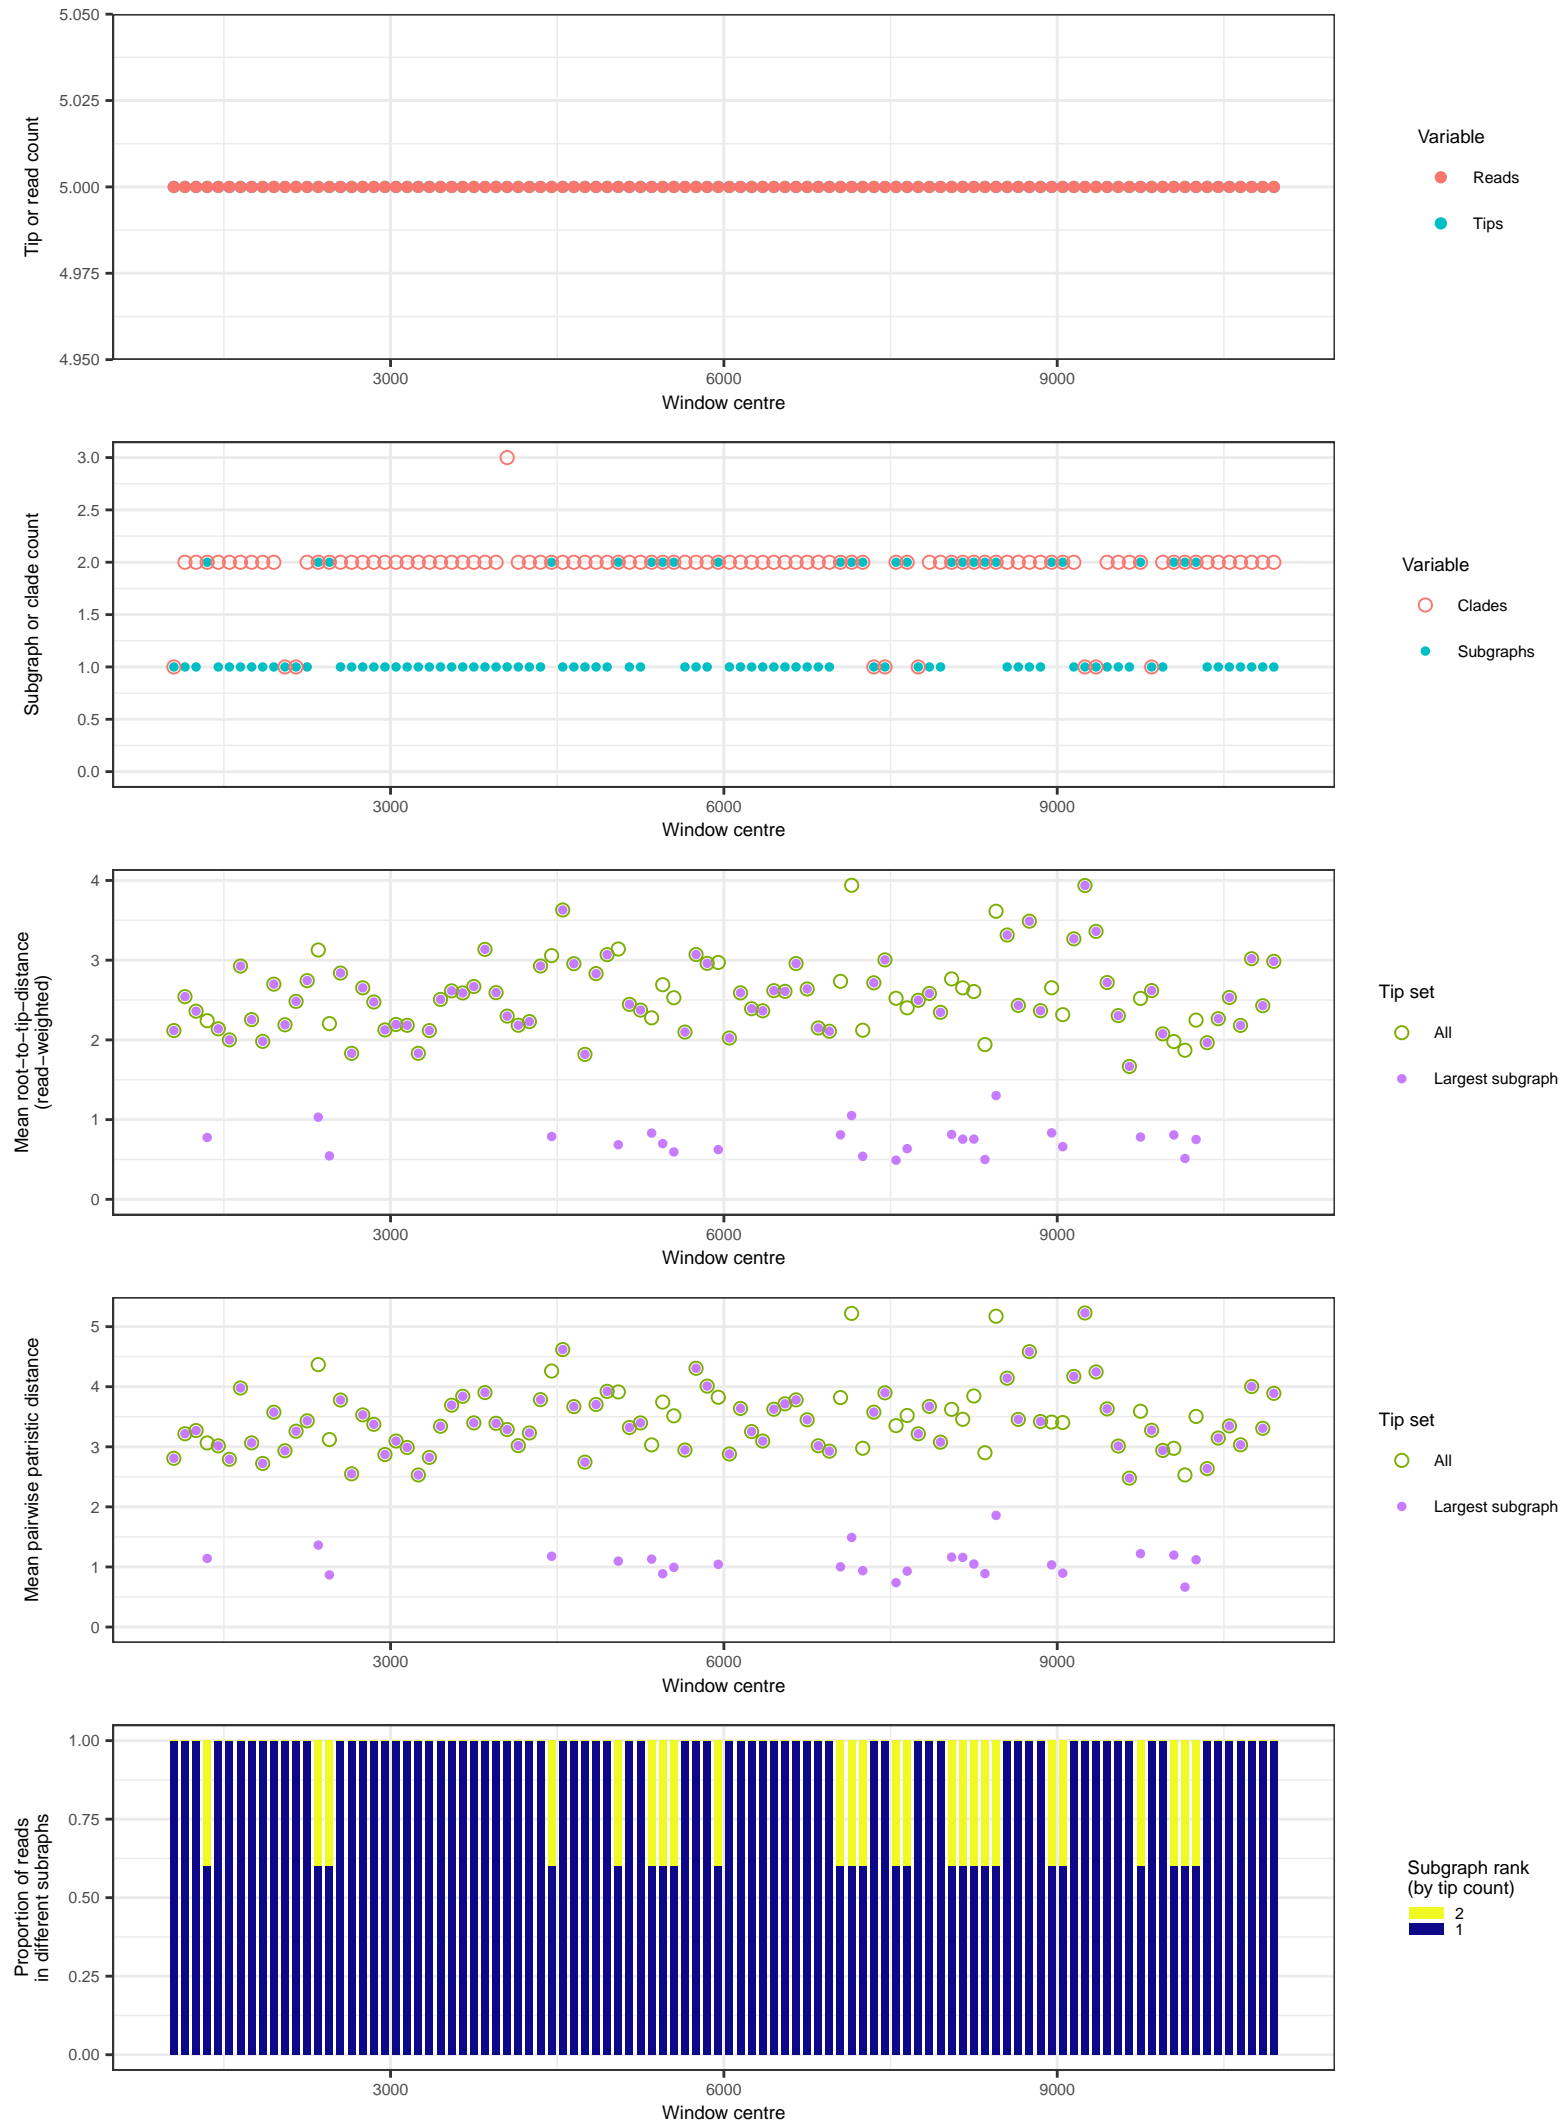 5.050
5.025
5.000
4.975
4.950
Tip or read count
3000
6000
9000
Window centre
Variable
Reads
Tips
3.0
2.5
2.0
1.5
1.0
0.5
0.0
Subgraph or clade count
3000
6000
9000
Window centre
Variable
Clades
Subgraphs
4
3
2
1
0
Mean root−to−tip−distance
(read−weighted)
3000
6000
9000
Window centre
Tip set
All
Largest subgraph
5
4
3
2
1
0
Mean pairwise patristic distance
3000
6000
9000
Window centre
Tip set
All
Largest subgraph
1.00
0.75
0.50
0.25
0.00
Proportion of reads
in different subraphs
3000
6000
9000
Window centre
Subgraph rank
(by tip count)
2
1